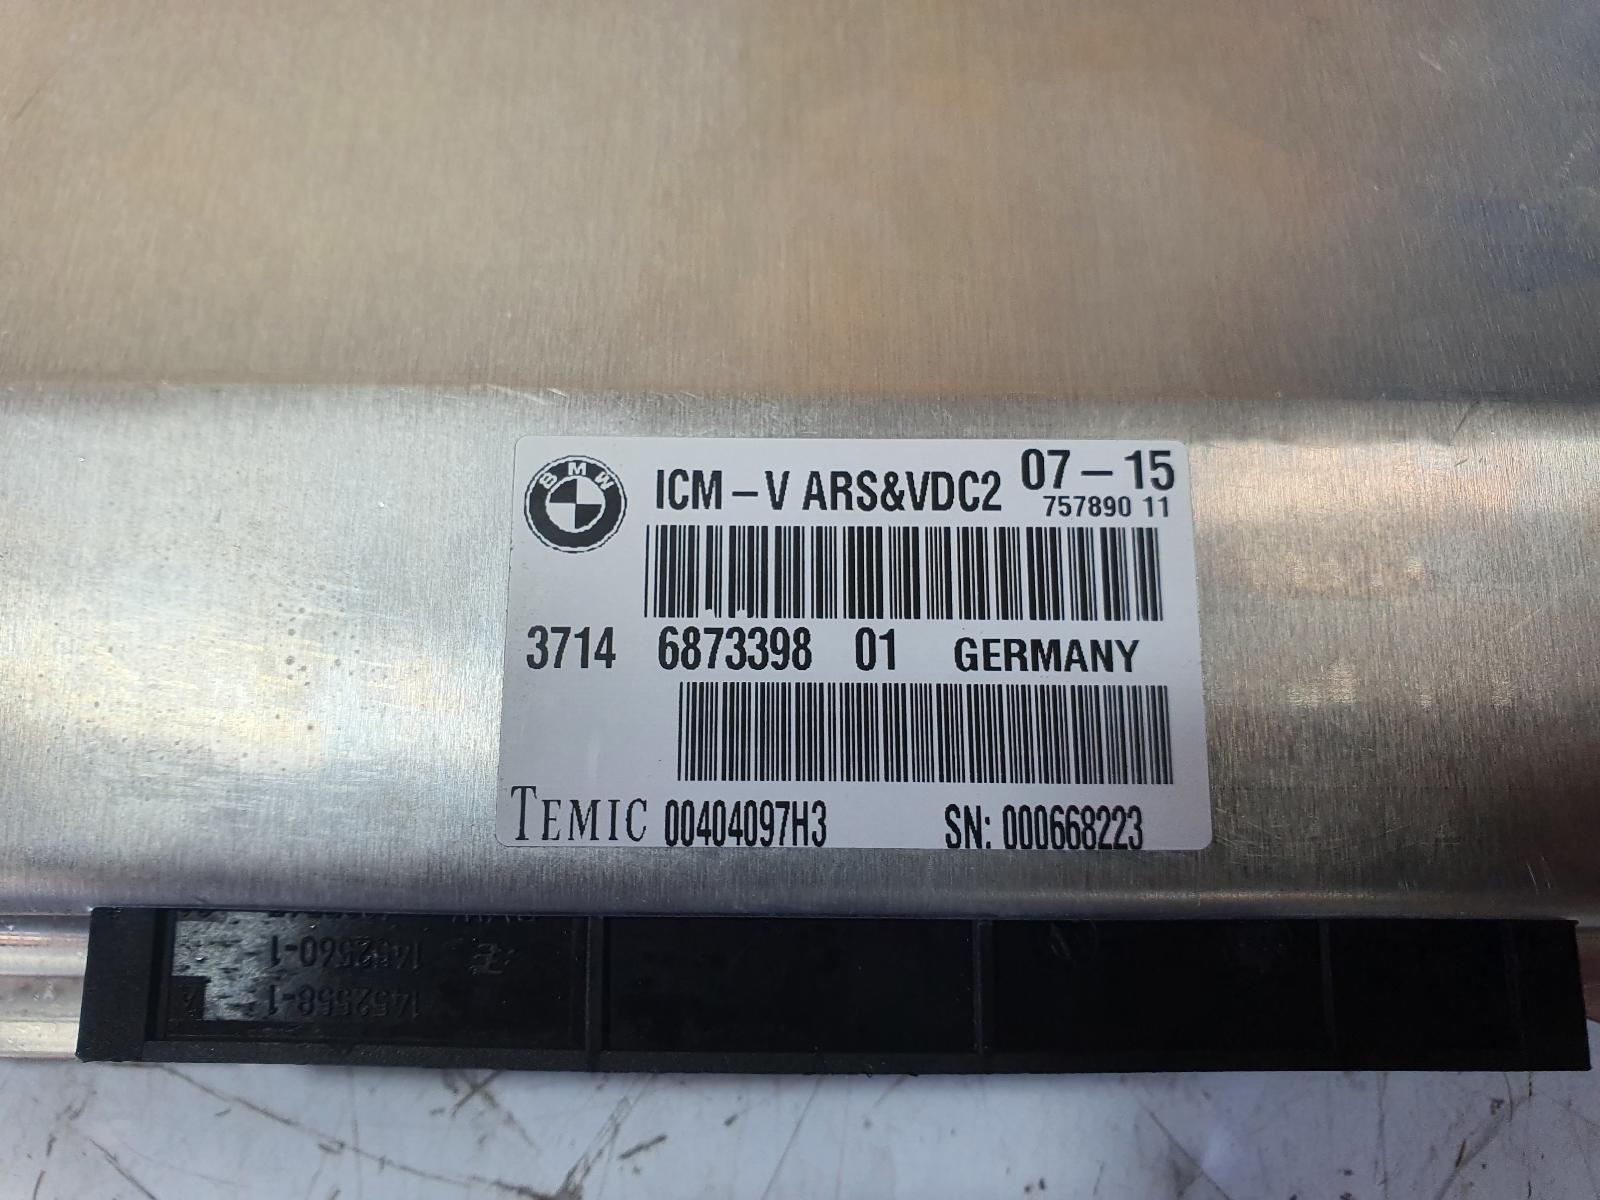 BMW
ICM – V ARS&VDC2 07 – 15
757890 11
3714 6873398 01 GERMANY
TEMIC 00404097H3 SN: 000668223
1452560-1
1452558-1